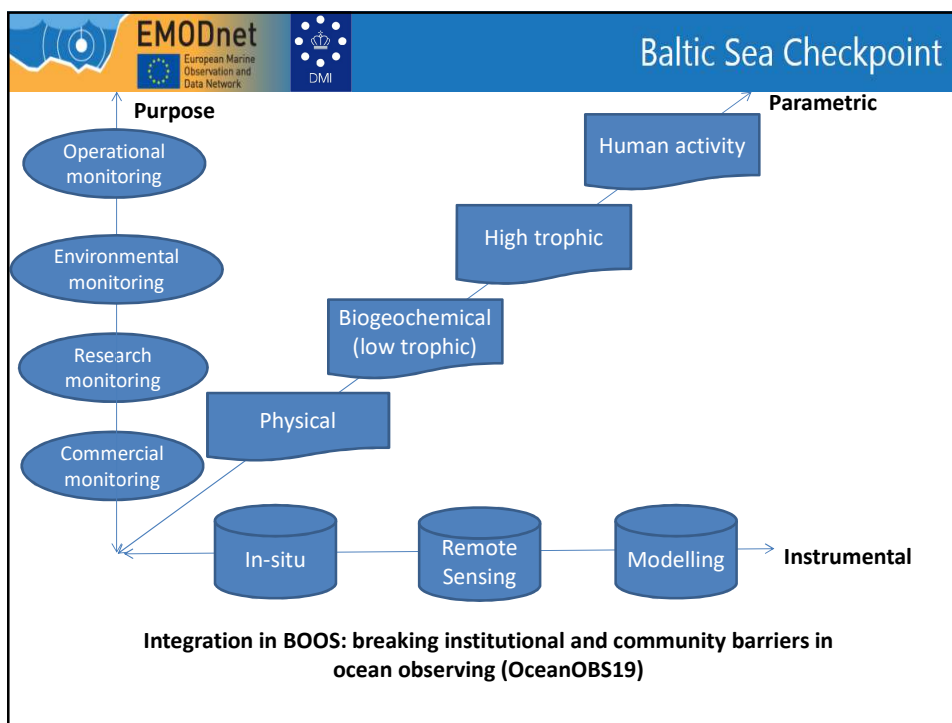 EMODnet
European Marine
Observation and
Data Network
DMI
Baltic Sea Checkpoint
Purpose
Parametric
Operational
monitoring
Human activity
High trophic
Environmental
monitoring
Biogeochemical
(low trophic)
Research
monitoring
Physical
Commercial
monitoring
In-situ
Remote
Sensing
Modelling
Instrumental
Integration in BOOS: breaking institutional and community barriers in
ocean observing (OceanOBS19)